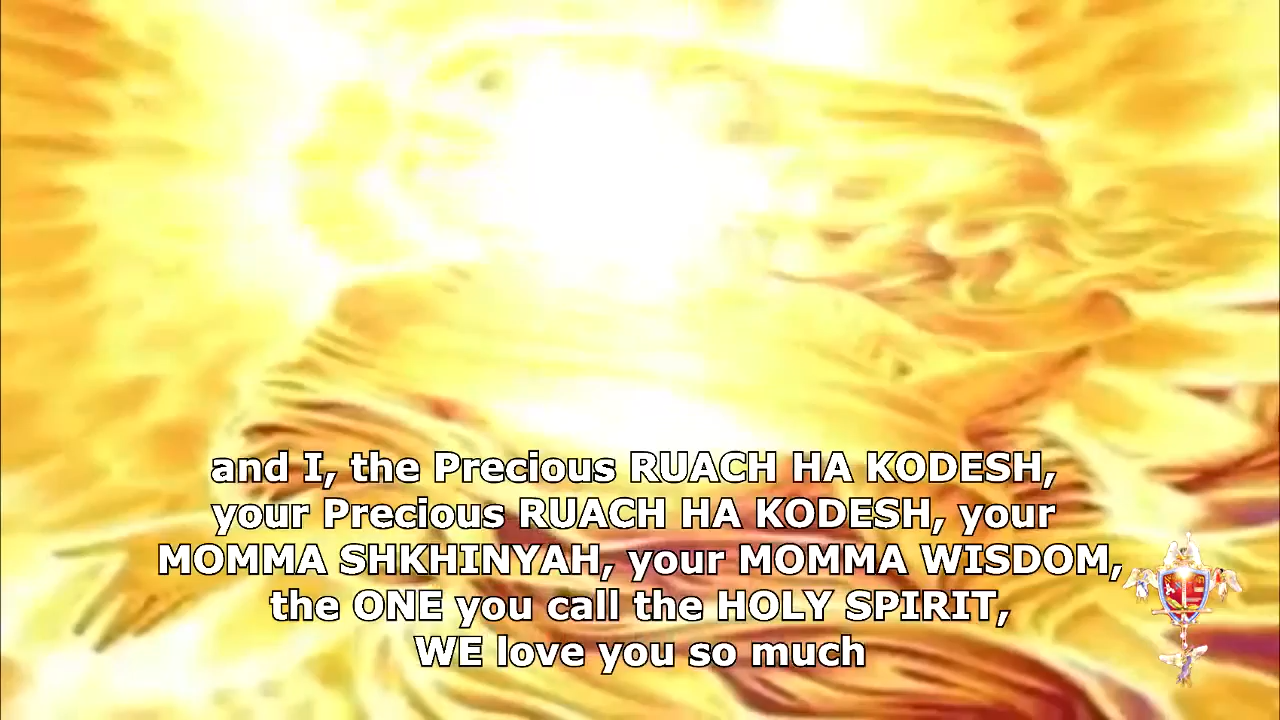 and I, the Precious RUACH HA KODESH,
your Precious RUACH HA KODESH, your
MOMMA SHKHINYAH, your MOMMA WISDOM,
the ONE you call the HOLY SPIRIT,
WE love you so much